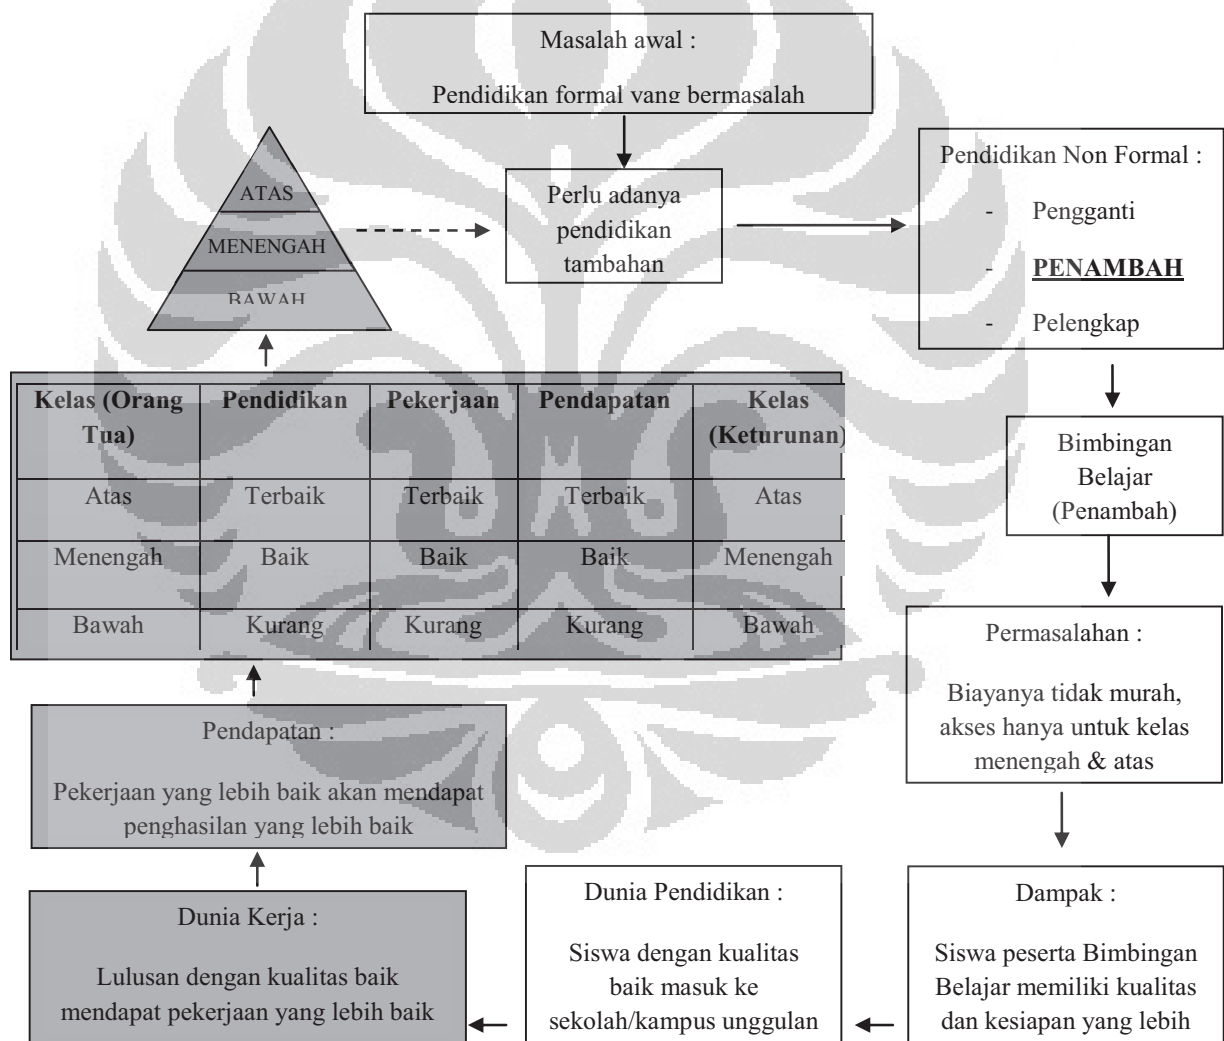 Masalah awal :
Pendidikan formal yang bermasalah
ATAS
MENENGAH
BAWAH
Perlu adanya
pendidikan
tambahan
Pendidikan Non Formal :
- Pengganti
- PENAMBAH
- Pelengkap
Kelas (Orang Tua) Pendidikan Pekerjaan Pendapatan Kelas (Keturunan)
Atas Terbaik Terbaik Terbaik Atas
Menengah Baik Baik Baik Menengah
Bawah Kurang Kurang Kurang Bawah
Bimbingan
Belajar
(Penambah)
Permasalahan :
Biayanya tidak murah,
akses hanya untuk kelas
menengah & atas
Dampak :
Siswa peserta Bimbingan
Belajar memiliki kualitas
dan kesiapan yang lebih
Dunia Pendidikan :
Siswa dengan kualitas
baik masuk ke
sekolah/kampus unggulan
Dunia Kerja :
Lulusan dengan kualitas baik
mendapat pekerjaan yang lebih baik
Pendapatan :
Pekerjaan yang lebih baik akan mendapat
penghasilan yang lebih baik